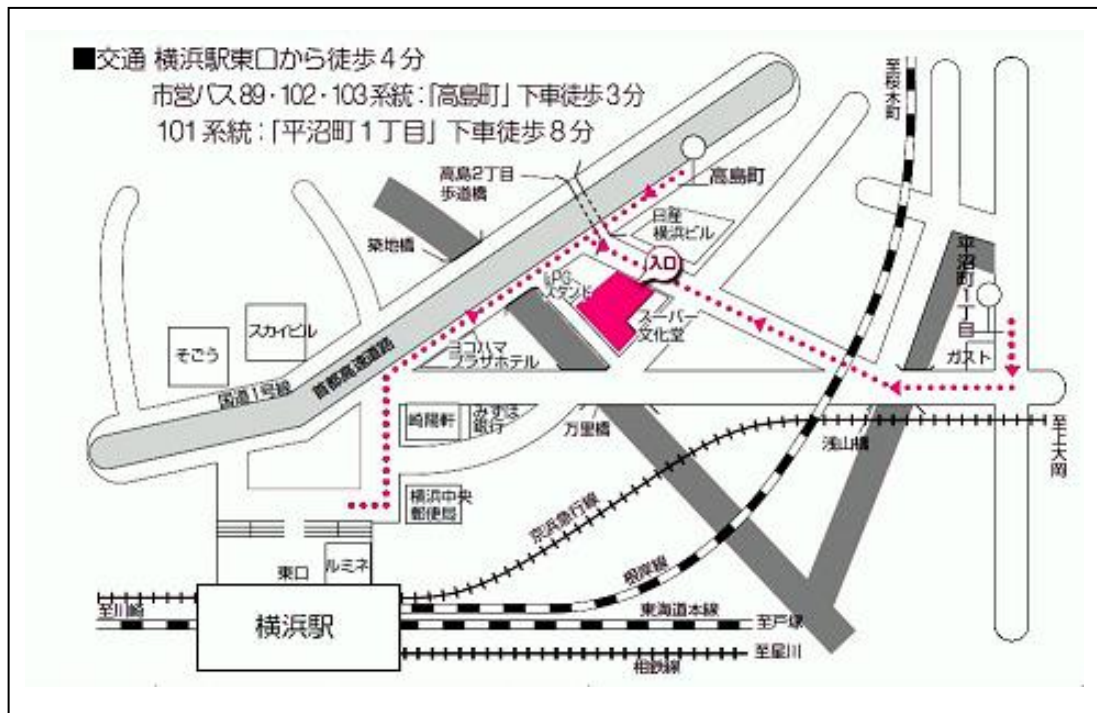 ■交通 横浜駅東口から徒歩4分
市営バス89・102・103系統：「高島町」下車徒歩3分
101系統：「平沼町1丁目」下車徒歩8分
至桜木町
高島2丁目
歩道橋
高島町
築地橋
日産
横浜ビル
入口
平沼町一丁目
LPG
スタンド
スーパー
文化堂
スカイビル
そごう
ヨコハマ
プラザホテル
ガスト
国道1号線
首都高速道路
崎陽軒
みずほ
銀行
万里橋
浅山橋
至上大岡
横浜中央
郵便局
京浜急行線
東口
ルミネ
根岸線
至川崎
横浜駅
東海道本線
至戸塚
相鉄線
至星川